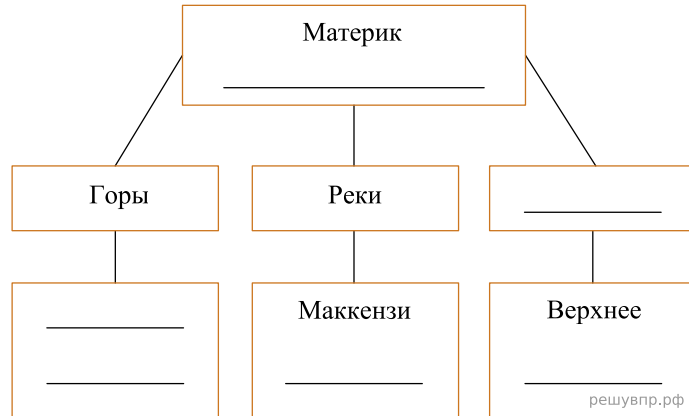 Материк
Горы
Реки
Маккензи
Верхнее
решувпр.рф